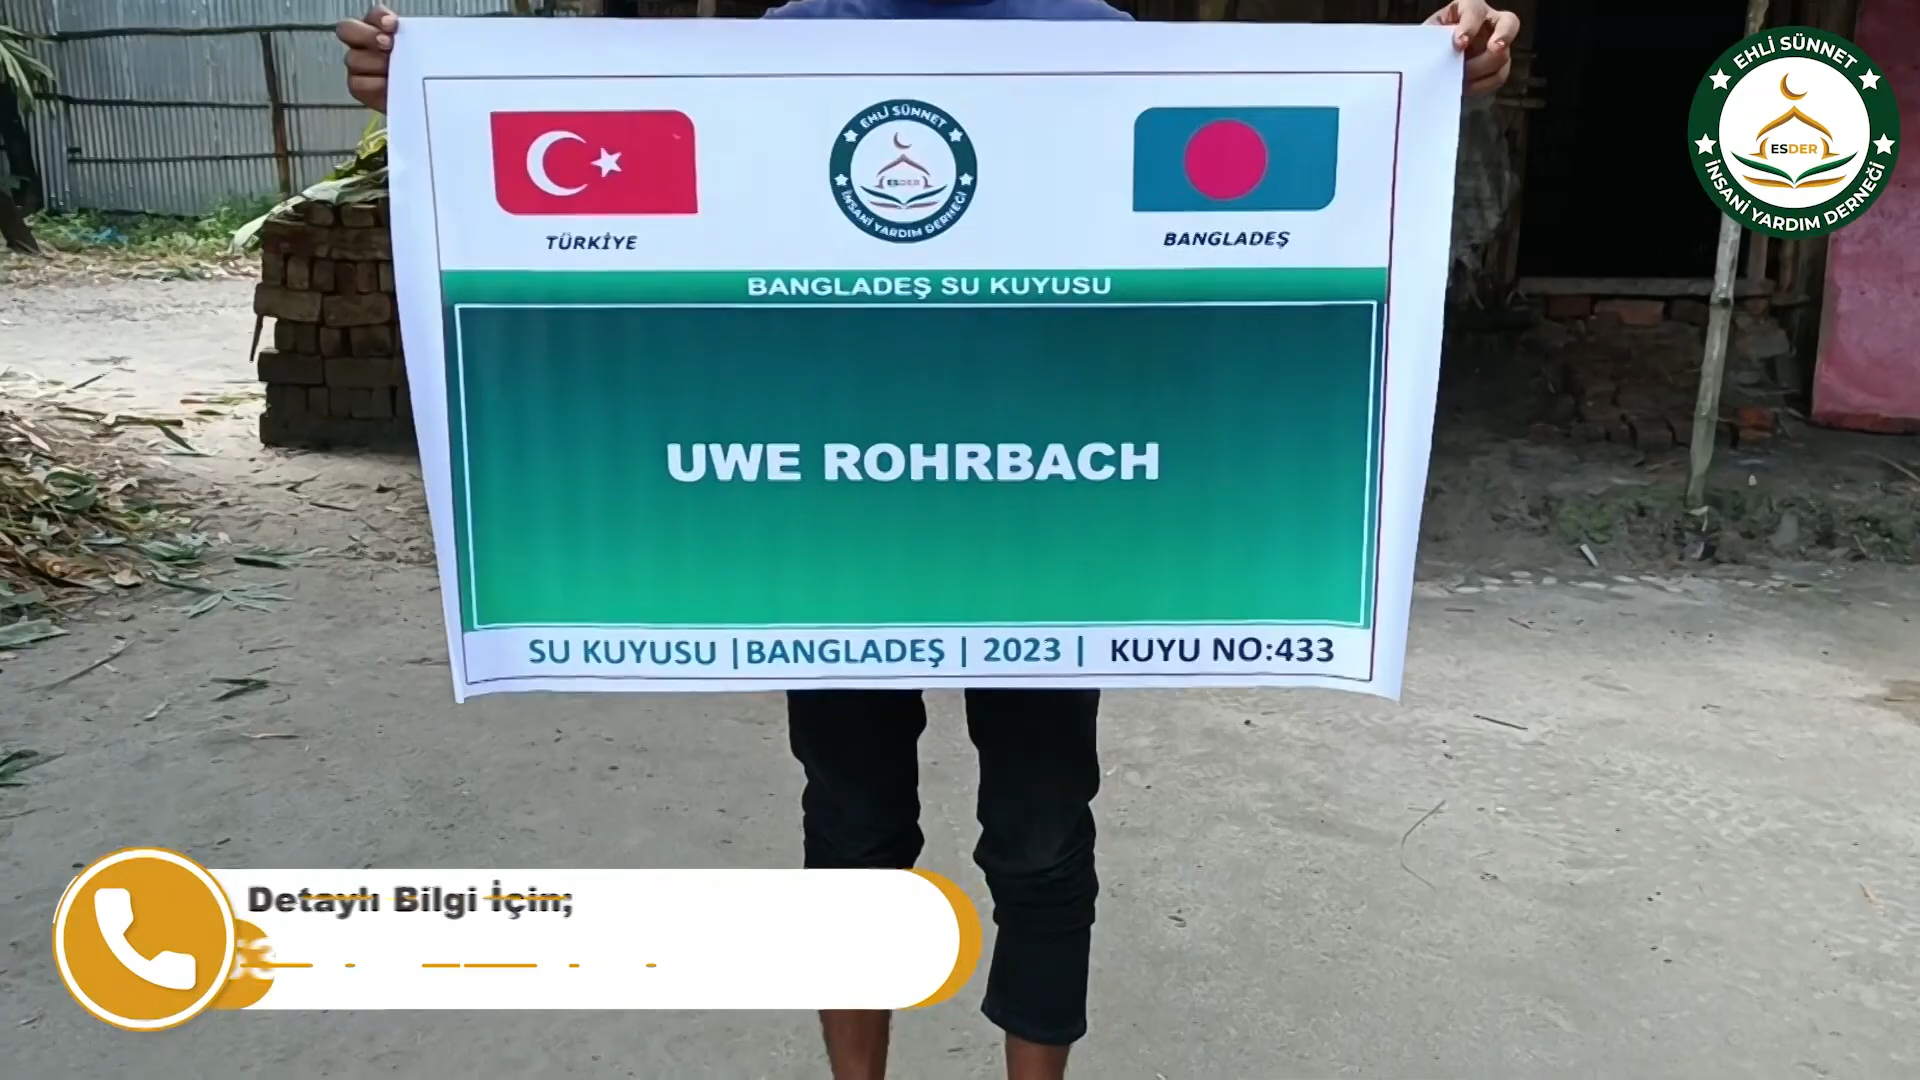 EHLİ SÜNNET
ESDER
İNSANİ YARDIM DERNEĞİ
TÜRKİYE
EHLİ SÜNNET
ESDER
İNSANİ YARDIM DERNEĞİ
BANGLADEŞ
BANGLADEŞ SU KUYUSU
UWE ROHRBACH
SU KUYUSU |BANGLADEŞ | 2023 | KUYU NO:433
Detaylı Bilgi İçin;